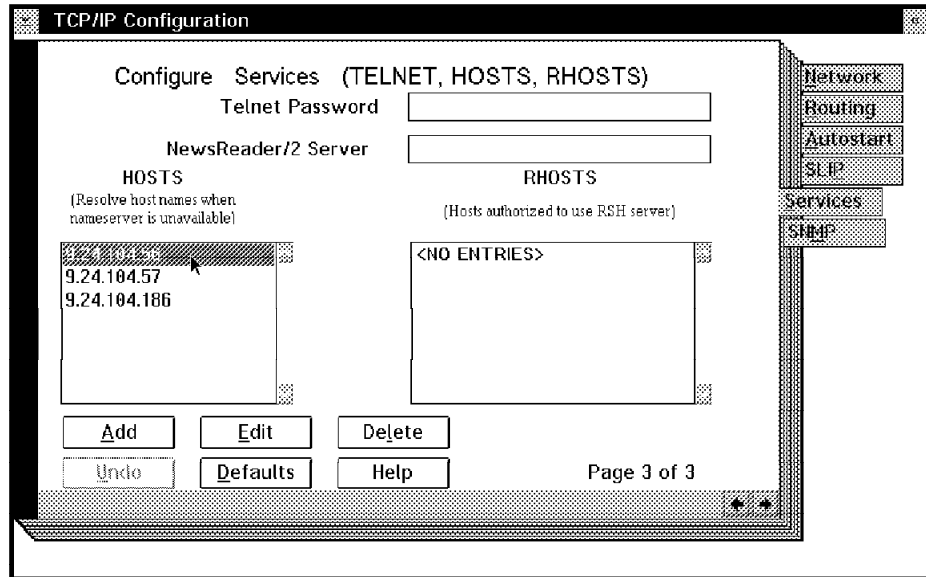 TCP/IP Configuration
Configure Services (TELNET, HOSTS, RHOSTS)
Telnet Password
NewsReader/2 Server
HOSTS
(Resolve host names when
nameserver is unavailable)
RHOSTS
(Hosts authorized to use RSH server)
9.24.104.57
9.24.104.186
<NO ENTRIES>
Add
Edit
Delete
Undo
Defaults
Help
Page 3 of 3
Network
Routing
Autostart
SLIP
Services
SNMP